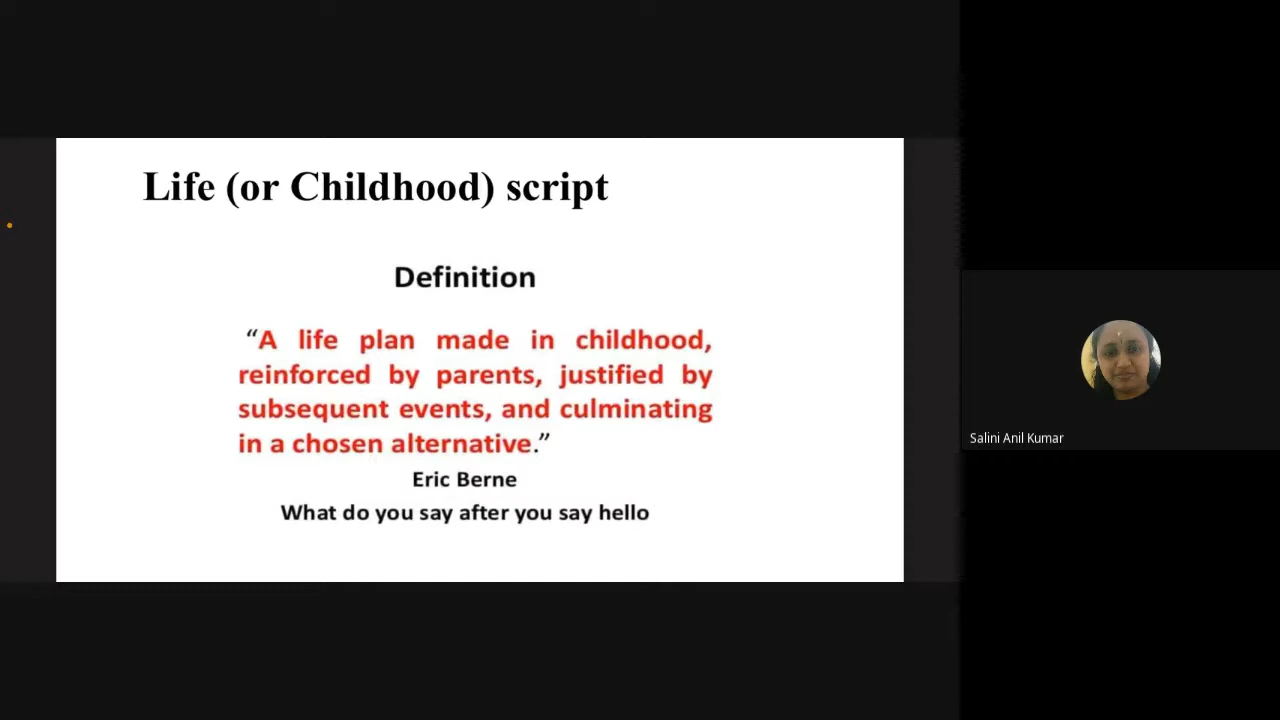 Life (or Childhood) script
Definition
“A life plan made in childhood,
reinforced by parents, justified by
subsequent events, and culminating
in a chosen alternative.”
Eric Berne
What do you say after you say hello
Salini Anil Kumar